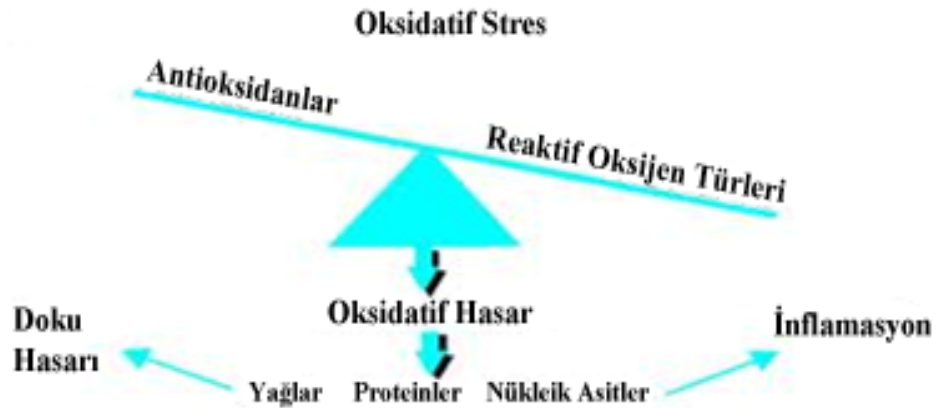 Oksidatif Stres
Antioksidanlar
Reaktif Oksijen Türleri
Oksidatif Hasar
Doku
Hasarı
İnflamasyon
Yağlar Proteinler Nükleik Asitler